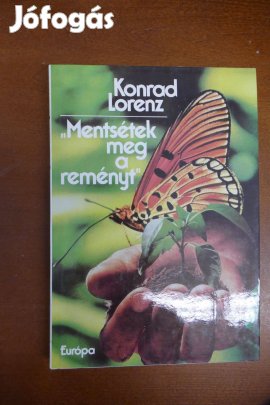 Jófogás
Konrad
Lorenz
„Mentsétek
meg
a
reményt”
Európa